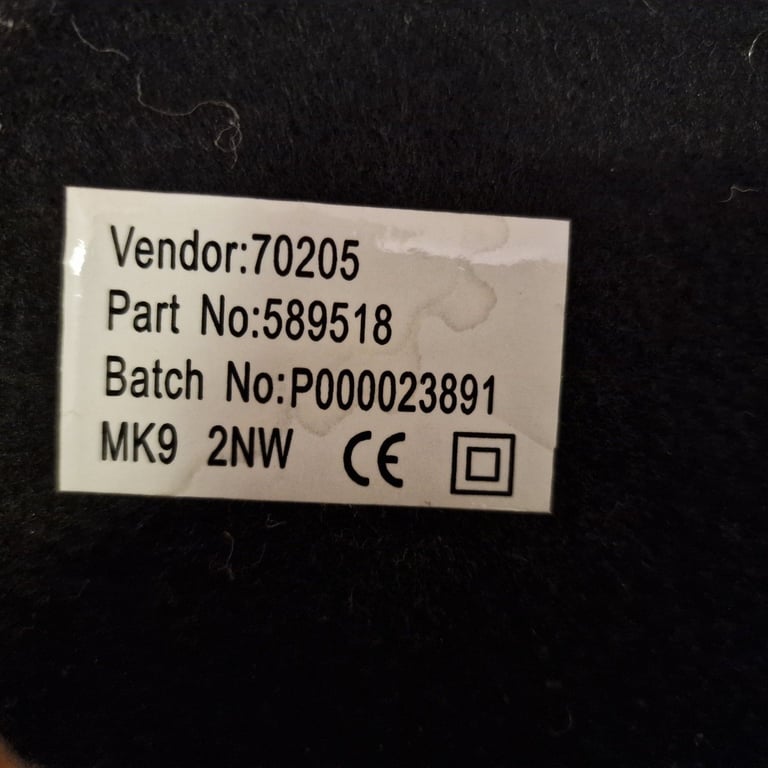 Vendor:70205
Part No:589518
Batch No:P000023891
MK9 2NW CE